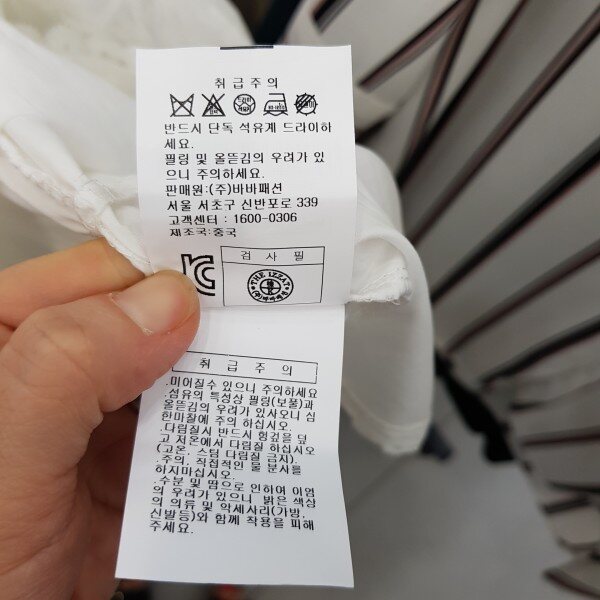 취급주의
반드시 단독 석유계 드라이하
세요.
필링 및 올뜯김의 우려가 있
으니 주의하세요.
판매원:(주)바바패션
서울 서초구 신반포로 339
고객센터 : 1600-0306
제조국:중국
검 사 필
THE IZZAT
취 급 주 의
.미어질수 있으니 주의하세요
.섬유의 특성상 필링(보풀)과
올뜯김의 우려가 있사오니 심
한마찰에 주의 하십시오.
.다림질시 반드시 헝겊을 덮
고 저온에서 다림질 하십시오
(고온, 스팀 다림질 금지).
.주의, 직접적인 물 분사를
하지마십시오.
.수분 및 땀으로 인하여 이염
의 우려가 있으니 밝은 색상
의 의류 및 악세사리(가방,
신발등)와 함께 착용을 피해
주세요.